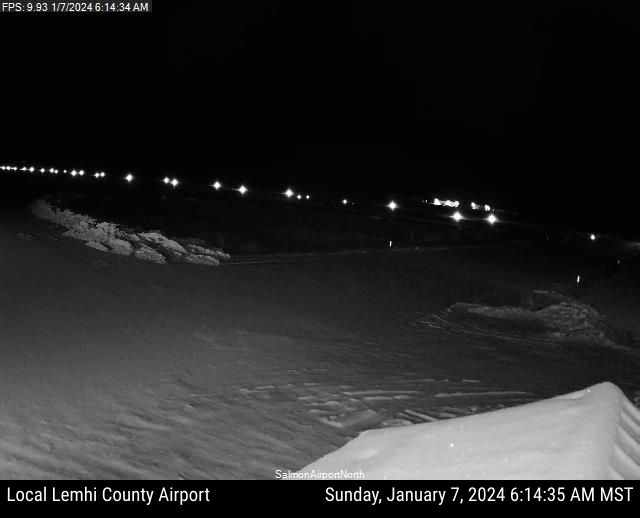 FPS: 9.93 1/7/2024 6:14:34 AM
SalmonAirportNorth
Local Lemhi County Airport Sunday, January 7, 2024 6:14:35 AM MST